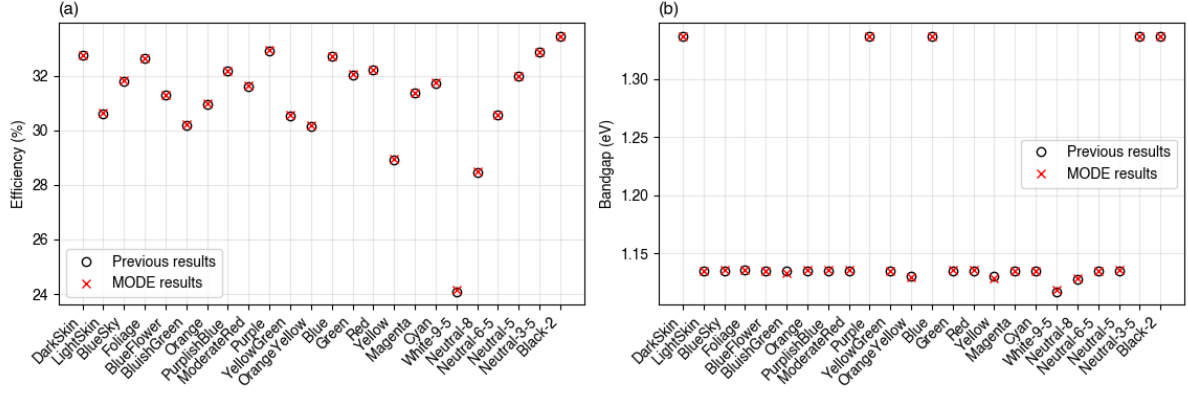 (a)
Efficiency (%)
32
30
28
26
24
Previous results
MODE results
DarkSkin
LightSkin
BlueSky
Foliage
BlueFlower
BluishGreen
Orange
PurplishBlue
ModerateRed
Purple
YellowGreen
OrangeYellow
Blue
Green
Red
Yellow
Magenta
Cyan
White-9-5
Neutral-8
Neutral-6-5
Neutral-5
Neutral-3-5
Black-2
(b)
Bandgap (eV)
1.30
1.25
1.20
1.15
Previous results
MODE results
DarkSkin
LightSkin
BlueSky
Foliage
BlueFlower
BluishGreen
Orange
PurplishBlue
ModerateRed
Purple
YellowGreen
OrangeYellow
Blue
Green
Red
Yellow
Magenta
Cyan
White-9-5
Neutral-8
Neutral-6-5
Neutral-5
Neutral-3-5
Black-2